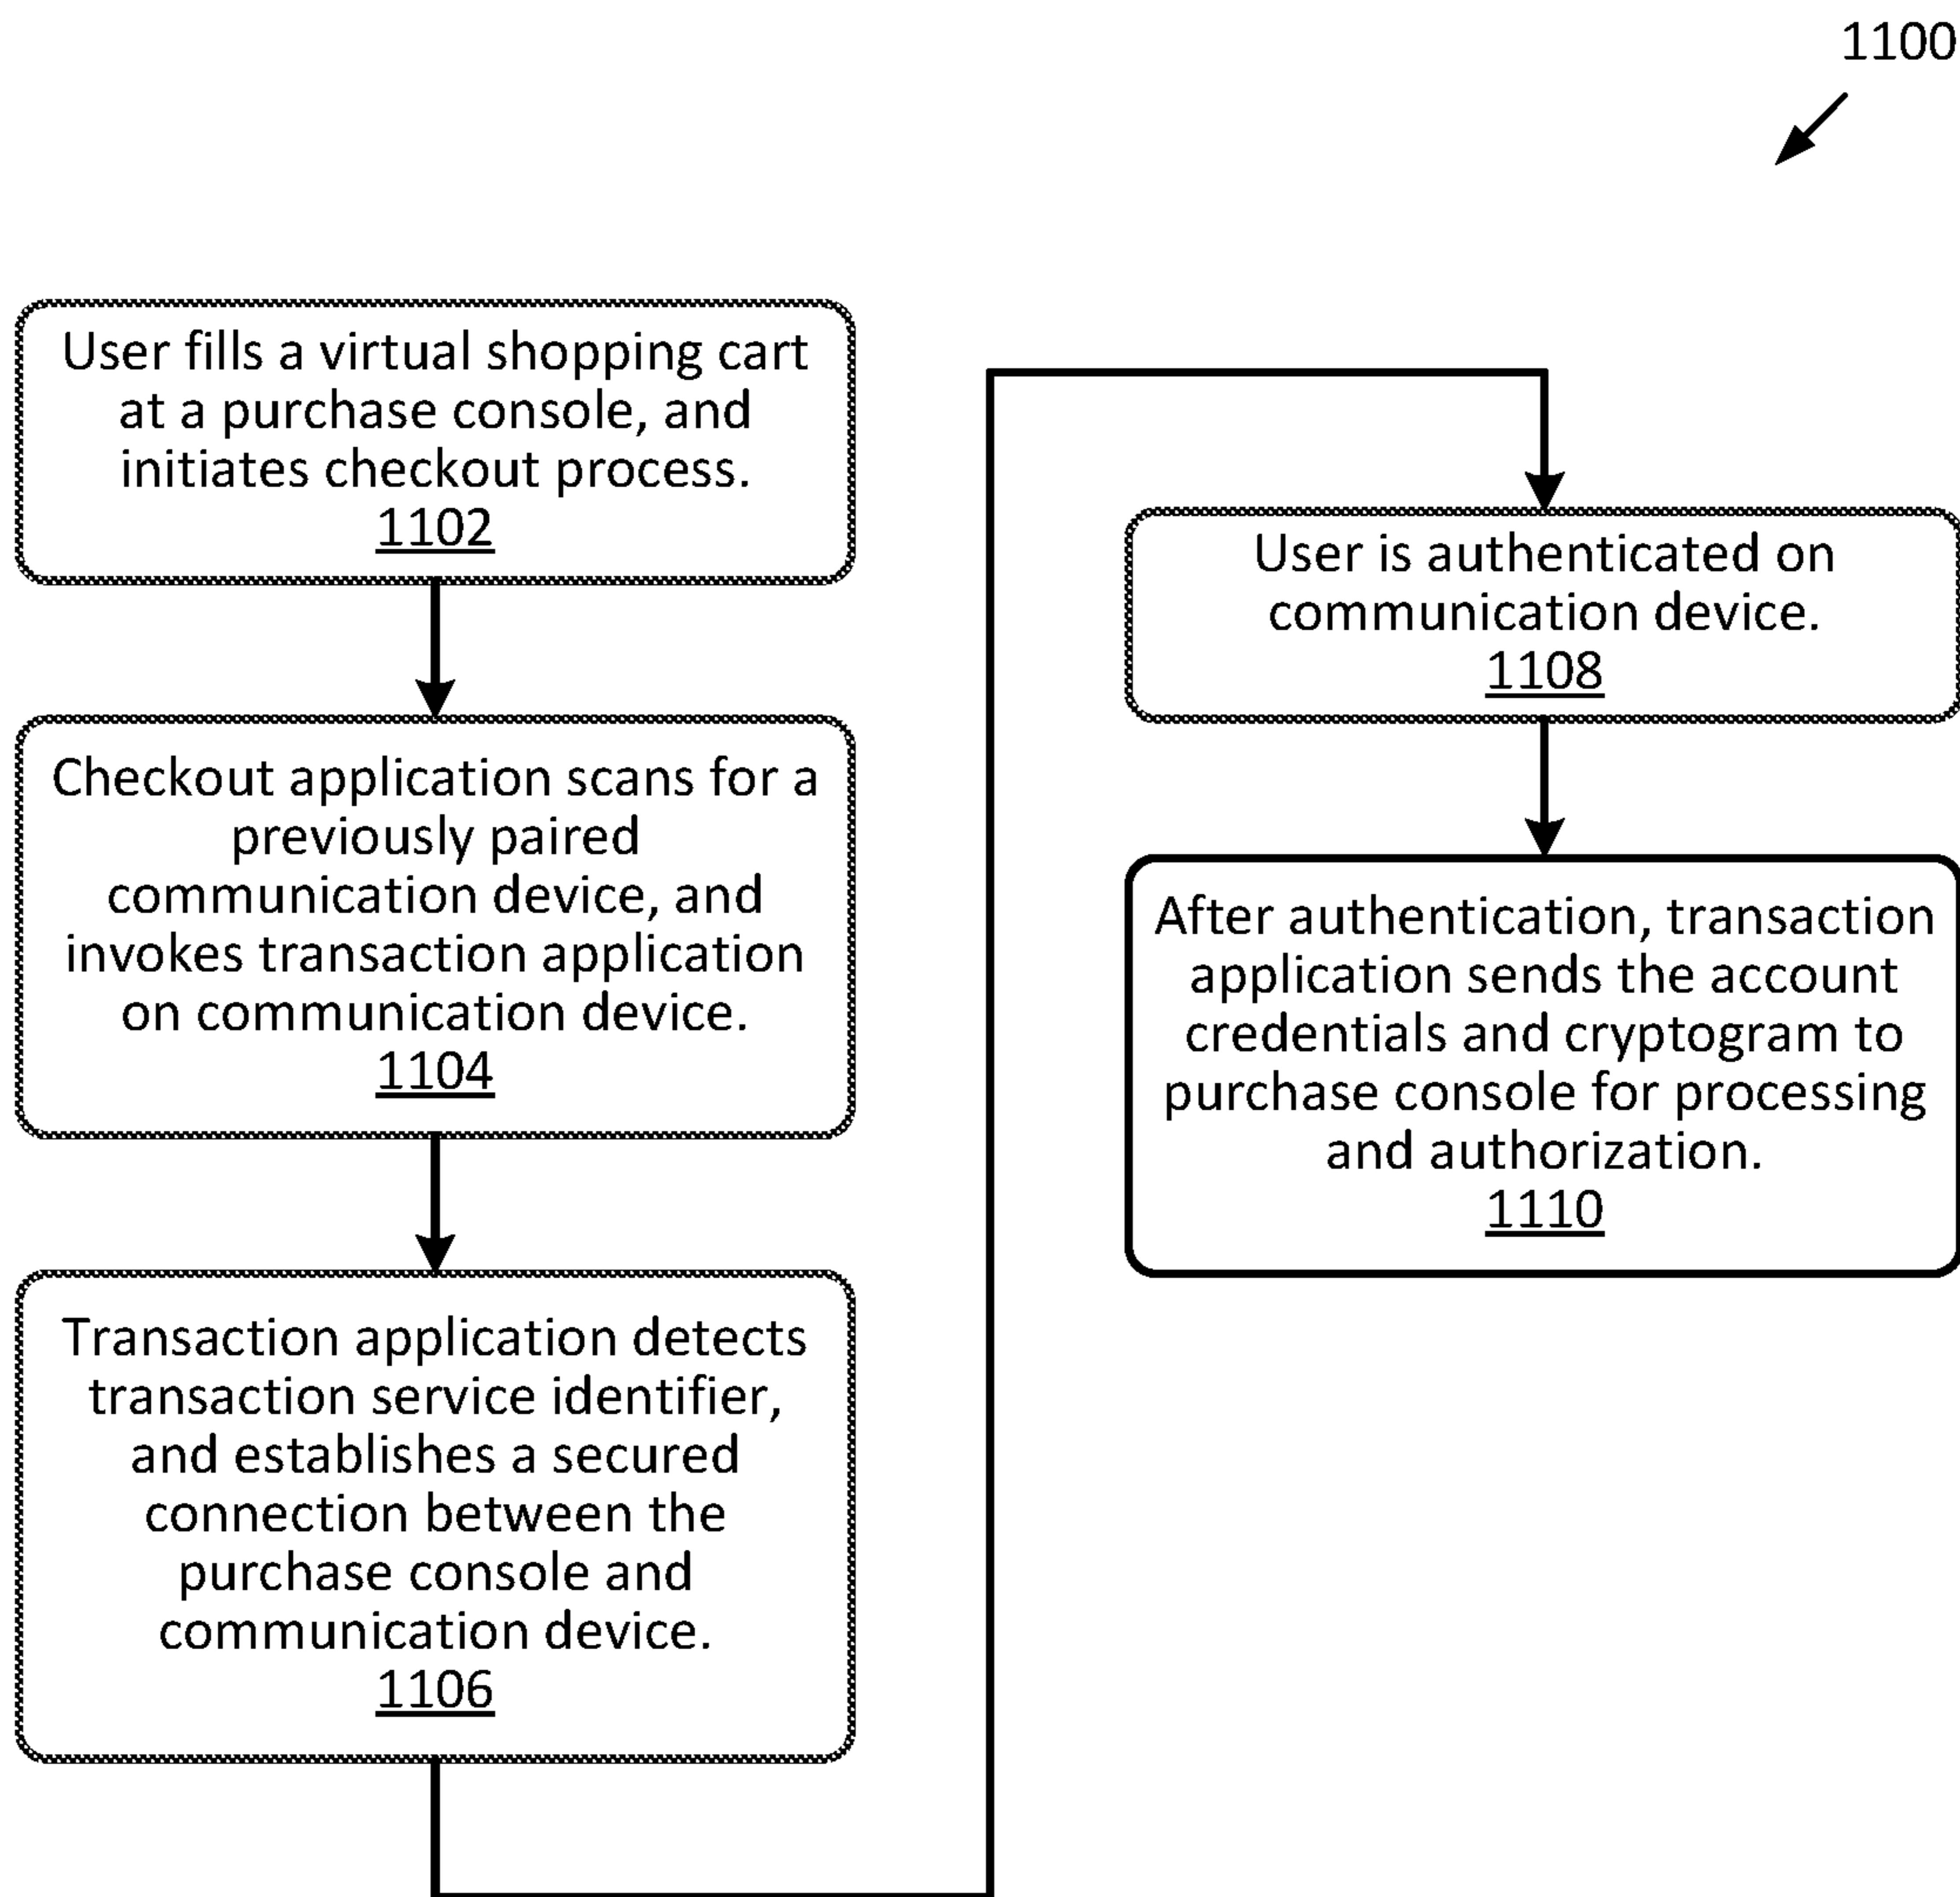 1100
User fills a virtual shopping cart
at a purchase console, and
initiates checkout process.
1102
Checkout application scans for a
previously paired
communication device, and
invokes transaction application
on communication device.
1104
Transaction application detects
transaction service identifier,
and establishes a secured
connection between the
purchase console and
communication device.
1106
User is authenticated on
communication device.
1108
After authentication, transaction
application sends the account
credentials and cryptogram to
purchase console for processing
and authorization.
1110